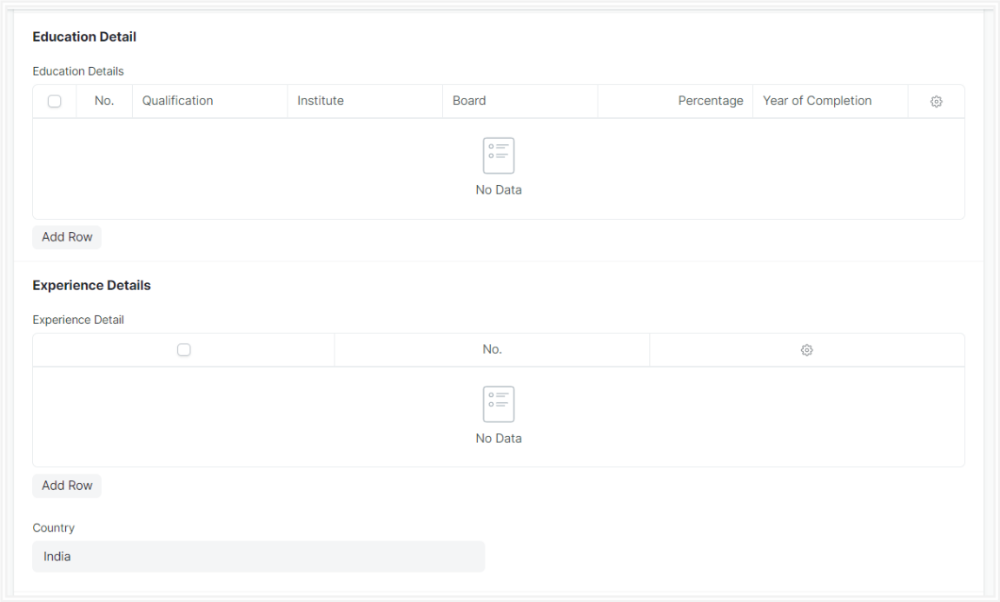 Education Detail
Education Details
No. Qualification Institute Board Percentage Year of Completion
No Data
Add Row
Experience Details
Experience Detail
No.
No Data
Add Row
Country
India